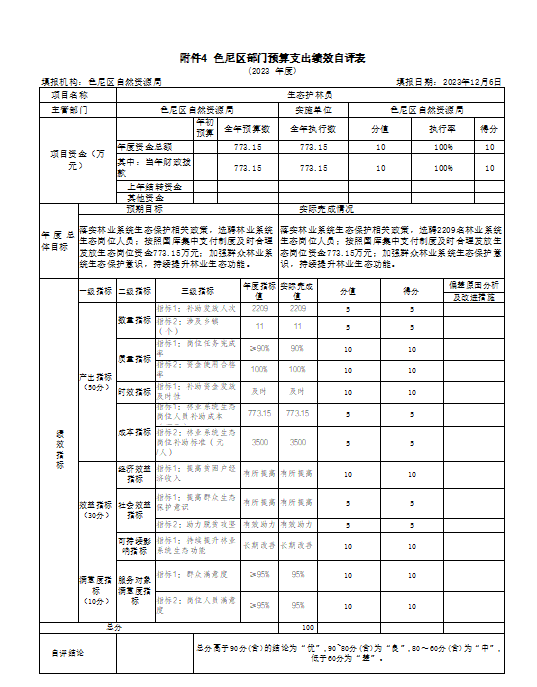 附件4 色尼区部门预算支出绩效自评表
(2023 年度)
填报机构：色尼区自然资源局 填报日期：2023年12月6日
项目名称 生态护林员
主管部门 色尼区自然资源局 实施单位 色尼区自然资源局
项目资金（万元） 年初预算 全年预算数 全年执行数 分值 执行率 得分
年度资金总额 773.15 773.15 10 100% 10
其中：当年财政拨款 773.15 773.15 10 100% 10
上年结转资金
其他资金
年度总体目标 预期目标 实际完成情况
落实林业系统生态保护相关政策，选聘林业系统
生态岗位人员；按照国库集中支付制度及时合理
发放生态岗位资金773.15万元；加强群众林业系
统生态保护意识，持续提升林业生态功能。
落实林业系统生态保护相关政策，选聘2209名林业系统
生态岗位人员；按照国库集中支付制度及时合理发放生
态岗位资金773.15万元；加强群众林业系统生态保护意
识，持续提升林业生态功能。
绩效指标 一级指标 二级指标 三级指标 年度指标值 实际完成值 分值 得分 偏差原因分析及改进措施
产出指标（50分） 数量指标 指标1：补助发放人次 2209 2209 5 5
指标2：涉及乡镇（个） 11 11 5 5
质量指标 指标1：岗位任务完成率 ≥90% 90% 10 10
指标2：资金使用合格率 100% 100% 10 10
时效指标 指标1：补助资金发放及时性 及时 及时 10 10
成本指标 指标1：林业系统生态岗位人员补助成本 773.15 773.15 5 5
指标2：林业系统生态岗位补助标准（元/人） 3500 3500 5 5
效益指标（30分） 经济效益指标 指标1：提高贫困户经济收入 有所提高 有所提高 10 10
社会效益指标 指标1：提高群众生态保护意识 有所提高 有所提高 5 5
指标2：助力脱贫攻坚 有效助力 有效助力 5 5
可持续影响指标 指标1：持续提升林业系统生态功能 长期改善 长期改善 10 10
满意度指标（10分） 服务对象满意度指标 指标1：群众满意度 ≥95% 95% 10 10
指标2：岗位人员满意度 ≥95% 95% 10 10
总分 100
自评结论 总分高于90分(含)的结论为“优”,90~80分(含)为“良”,80～60分(含)为“中”,
低于60分为“差”。